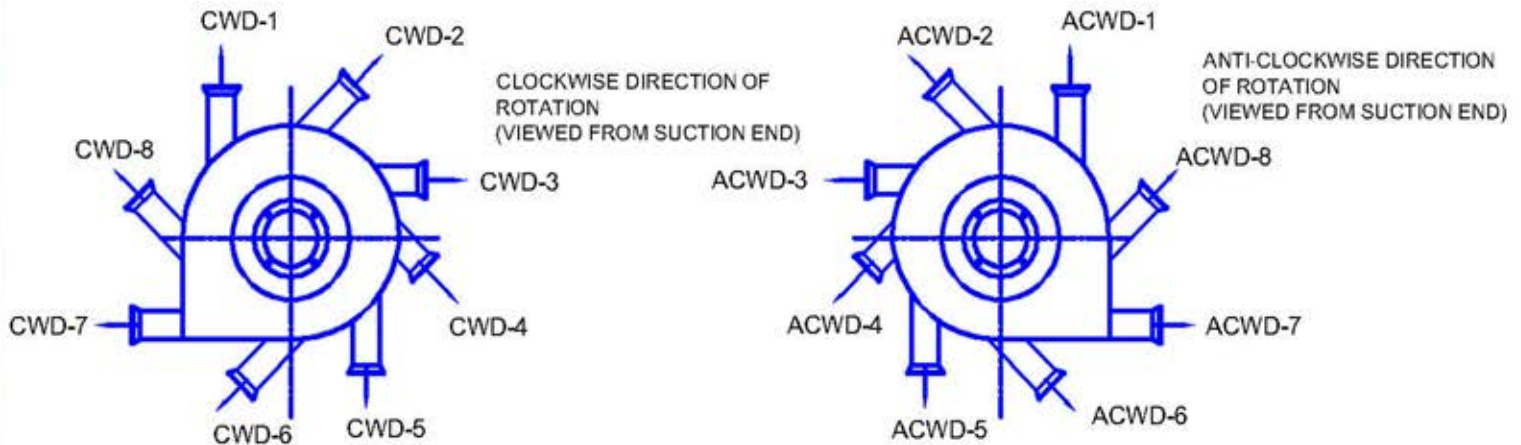 CWD-1
CWD-2
CLOCKWISE DIRECTION OF
ROTATION
(VIEWED FROM SUCTION END)
CWD-8
CWD-3
CWD-7
CWD-4
CWD-6
CWD-5
ACWD-2
ACWD-1
ANTI-CLOCKWISE DIRECTION
OF ROTATION
(VIEWED FROM SUCTION END)
ACWD-8
ACWD-3
ACWD-4
ACWD-7
ACWD-5
ACWD-6